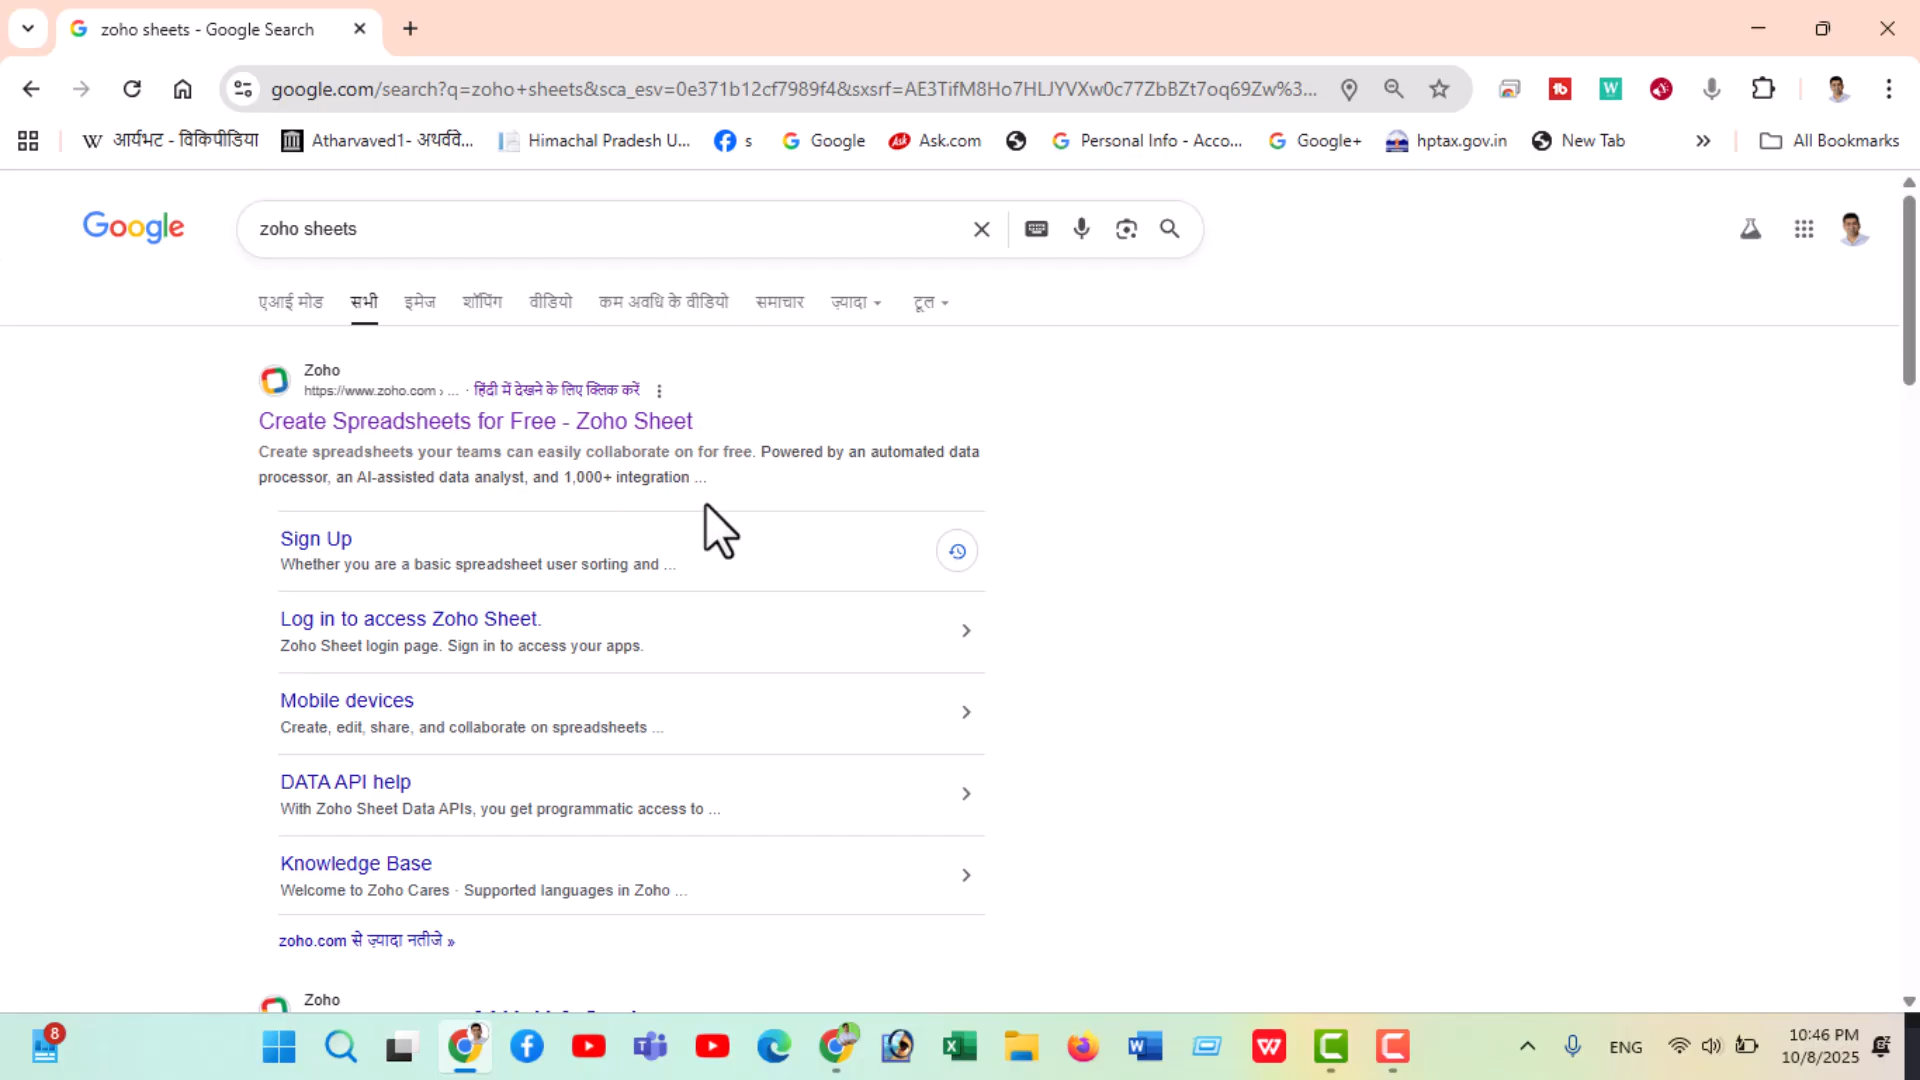 zoho sheets - Google Search
google.com/search?q=zoho+sheets&sca_esv=0e371b12cf7989f4&sxsrf=AE3TifM8Ho7HLJYVXw0c77ZbBZt7oq69Zw%3...
W आर्यभट - विकिपीडिया Atharvaved1- अथर्ववे... Himachal Pradesh U... s Google Ask.com Personal Info - Acco... Google+ hptax.gov.in New Tab » All Bookmarks
Google zoho sheets
एआई मोड सभी इमेज शॉपिंग वीडियो कम अवधि के वीडियो समाचार ज़्यादा टूल
Zoho
https://www.zoho.com › ... · हिंदी में देखने के लिए क्लिक करें
Create Spreadsheets for Free - Zoho Sheet
Create spreadsheets your teams can easily collaborate on for free. Powered by an automated data
processor, an AI-assisted data analyst, and 1,000+ integration ...
Sign Up
Whether you are a basic spreadsheet user sorting and ...
Log in to access Zoho Sheet.
Zoho Sheet login page. Sign in to access your apps.
Mobile devices
Create, edit, share, and collaborate on spreadsheets ...
DATA API help
With Zoho Sheet Data APIs, you get programmatic access to ...
Knowledge Base
Welcome to Zoho Cares · Supported languages in Zoho ...
zoho.com से ज़्यादा नतीजे »
Zoho
8
ENG
10:46 PM
10/8/2025